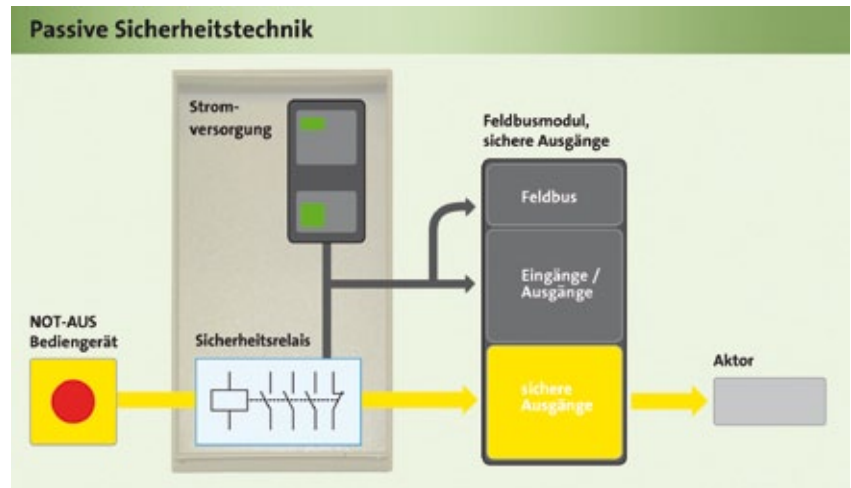 Passive Sicherheitstechnik
Strom-
versorgung
Feldbusmodul,
sichere Ausgänge
Feldbus
Eingänge /
Ausgänge
NOT-AUS
Bediengerät
Sicherheitsrelais
sichere
Ausgänge
Aktor